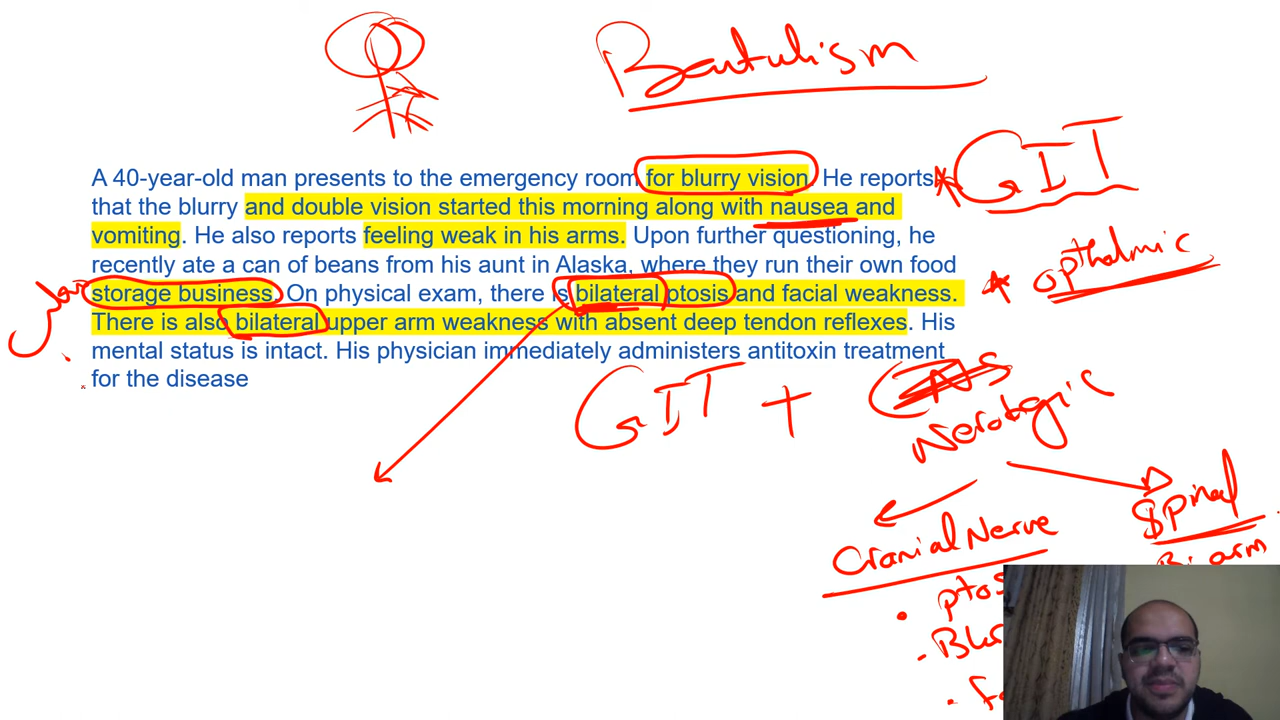 Boutulism
A 40-year-old man presents to the emergency room for blurry vision. He reports
that the blurry and double vision started this morning along with nausea and
vomiting. He also reports feeling weak in his arms. Upon further questioning, he
recently ate a can of beans from his aunt in Alaska, where they run their own food
storage business. On physical exam, there is bilateral ptosis and facial weakness.
There is also bilateral upper arm weakness with absent deep tendon reflexes. His
mental status is intact. His physician immediately administers antitoxin treatment
for the disease
* GIT
* opthalmic
GIT + CNS
Nerologic
Cranial Nerve
Spinal
arm